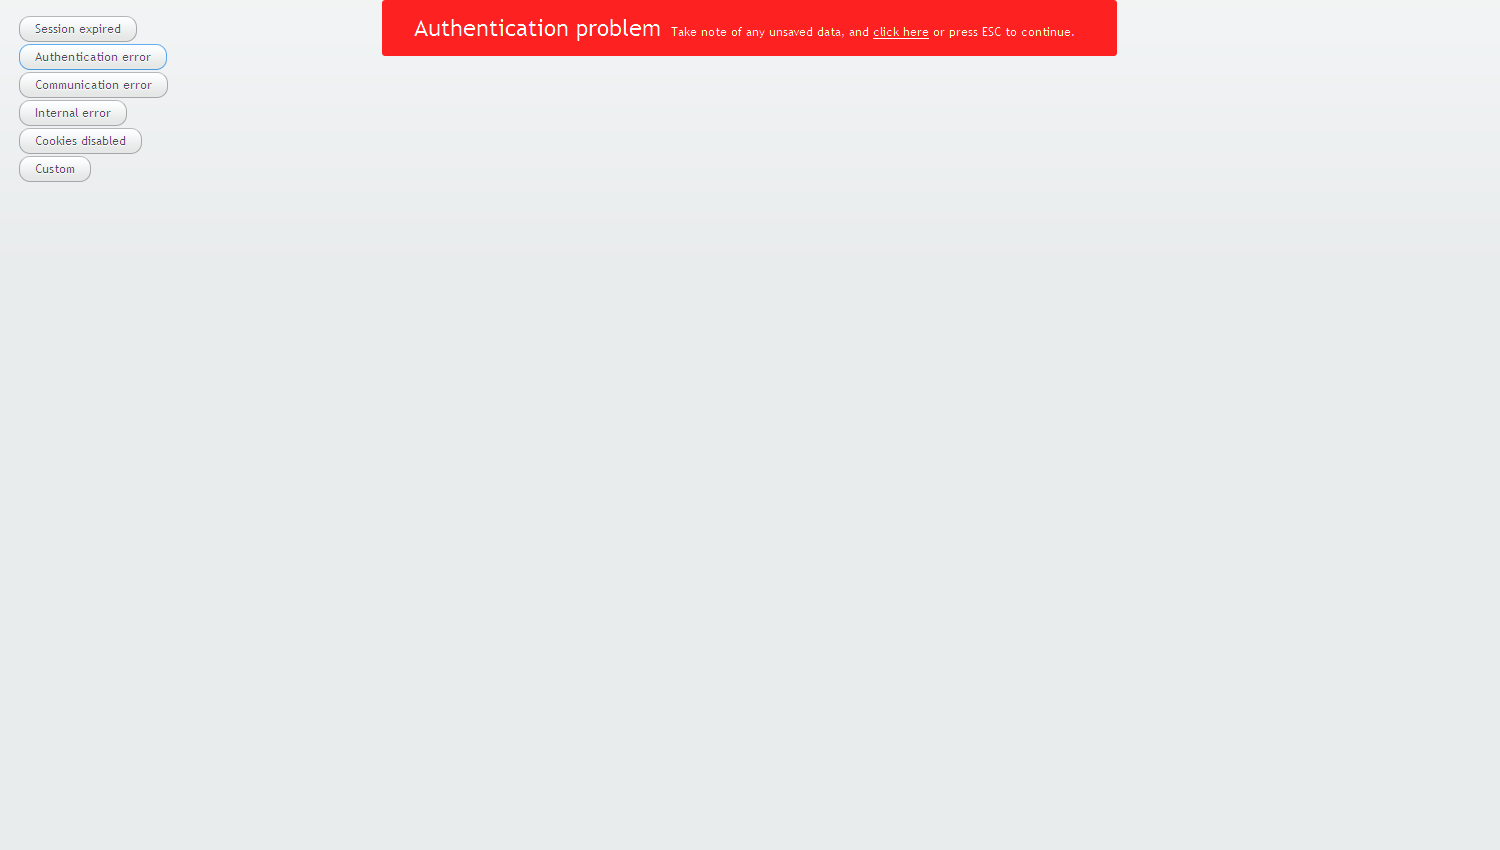 Session expired
Authentication error
Communication error
Internal error
Cookies disabled
Custom
Authentication problem Take note of any unsaved data, and click here or press ESC to continue.